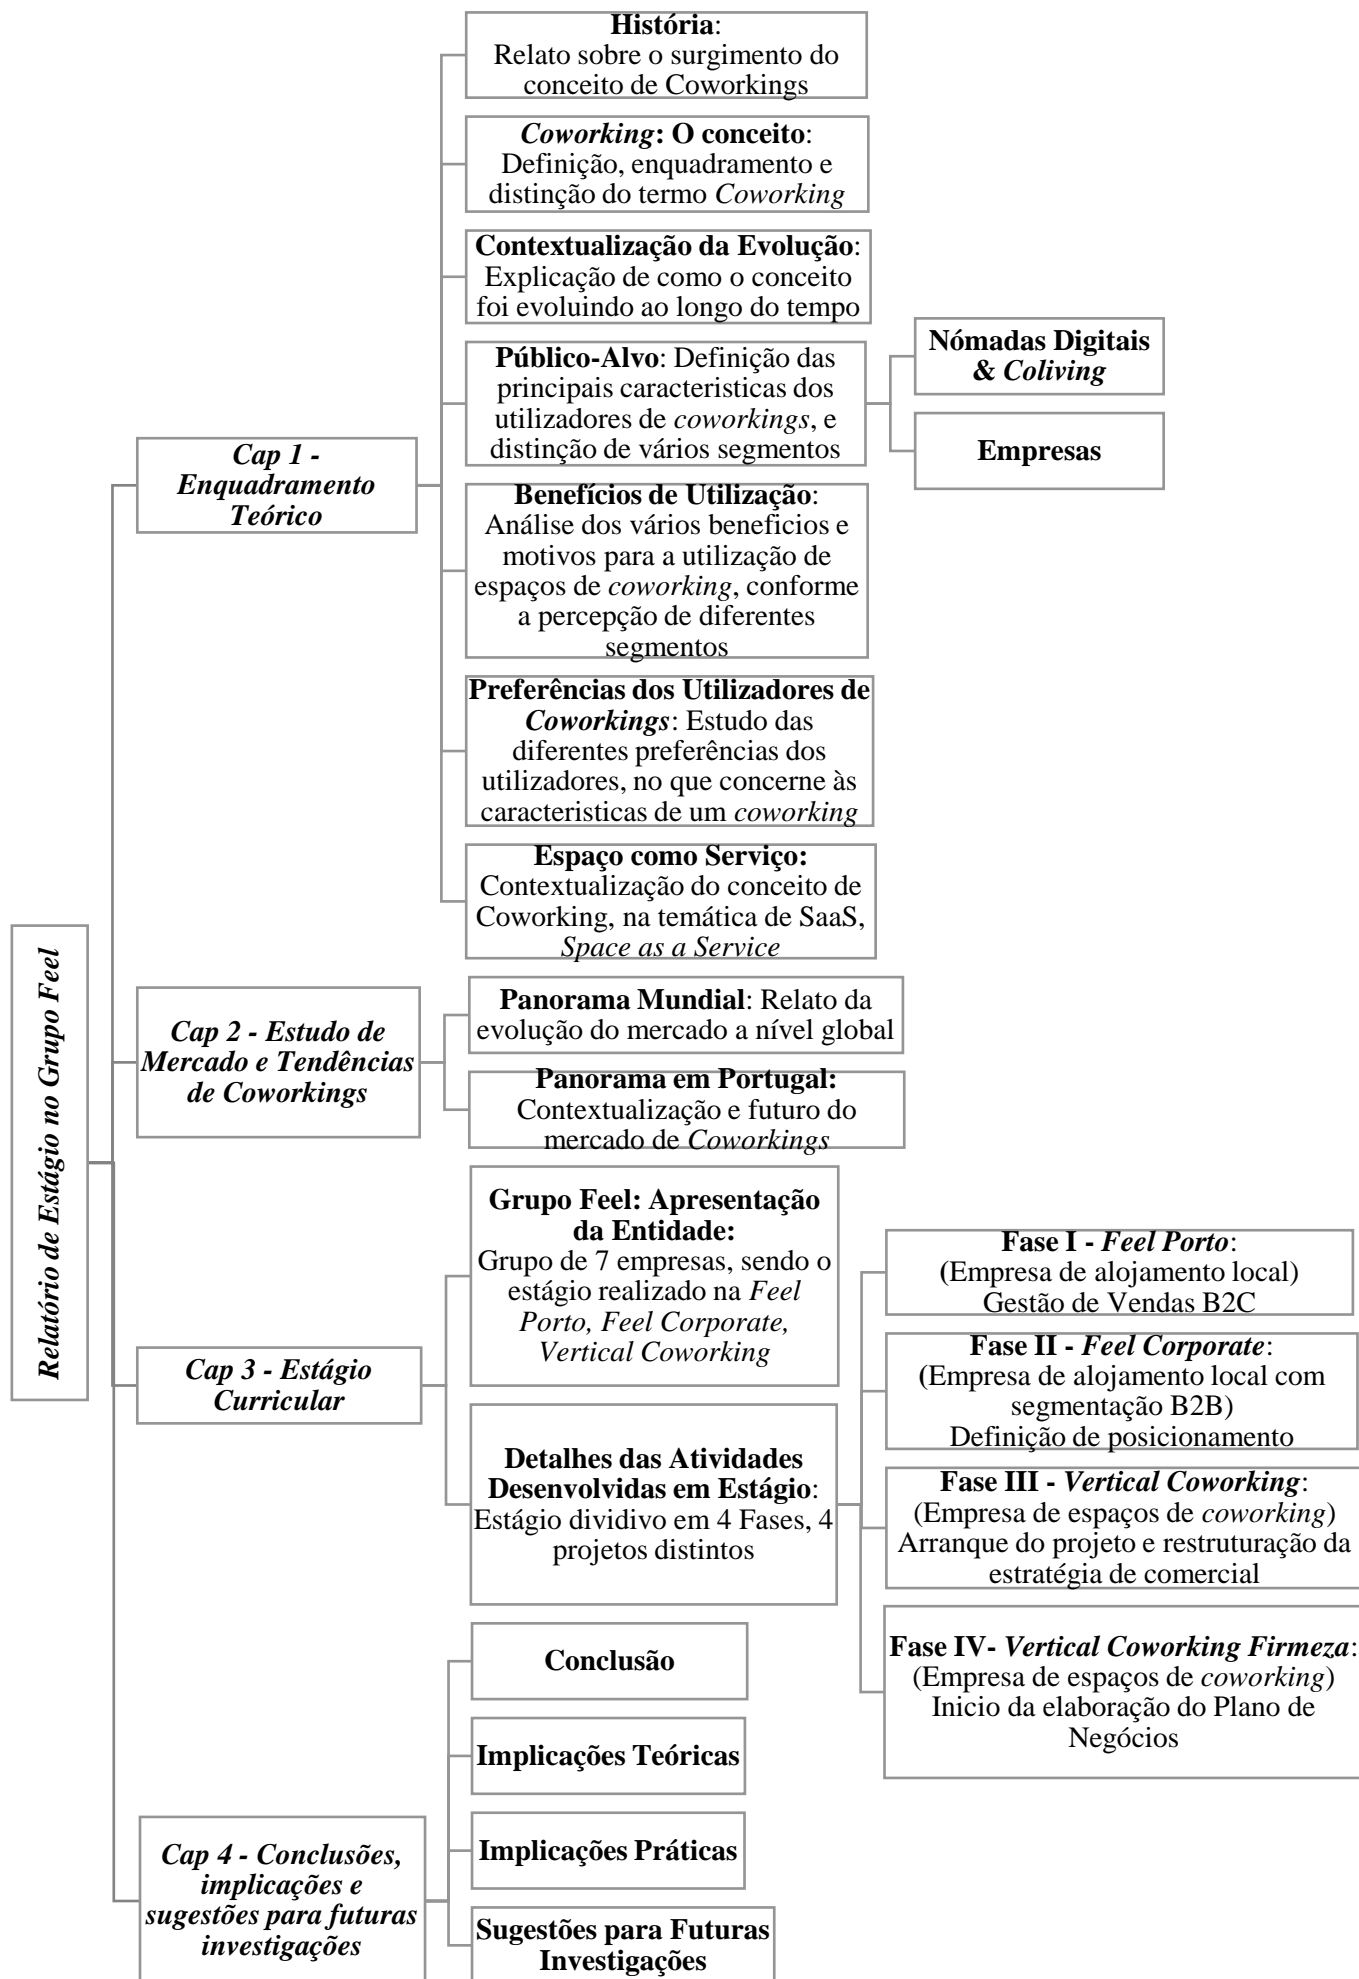 Relatório de Estágio no Grupo Feel
Cap 1 -
Enquadramento
Teórico
História:
Relato sobre o surgimento do
conceito de Coworkings
Coworking: O conceito:
Definição, enquadramento e
distinção do termo Coworking
Contextualização da Evolução:
Explicação de como o conceito
foi evoluindo ao longo do tempo
Público-Alvo: Definição das
principais caracteristicas dos
utilizadores de coworkings, e
distinção de vários segmentos
Nómadas Digitais
& Coliving
Empresas
Benefícios de Utilização:
Análise dos vários beneficios e
motivos para a utilização de
espaços de coworking, conforme
a percepção de diferentes
segmentos
Preferências dos Utilizadores de
Coworkings: Estudo das
diferentes preferências dos
utilizadores, no que concerne às
caracteristicas de um coworking
Espaço como Serviço:
Contextualização do conceito de
Coworking, na temática de SaaS,
Space as a Service
Cap 2 - Estudo de
Mercado e Tendências
de Coworkings
Panorama Mundial: Relato da
evolução do mercado a nível global
Panorama em Portugal:
Contextualização e futuro do
mercado de Coworkings
Cap 3 - Estágio
Curricular
Grupo Feel: Apresentação
da Entidade:
Grupo de 7 empresas, sendo o
estágio realizado na Feel
Porto, Feel Corporate,
Vertical Coworking
Detalhes das Atividades
Desenvolvidas em Estágio:
Estágio dividivo em 4 Fases, 4
projetos distintos
Fase I - Feel Porto:
(Empresa de alojamento local)
Gestão de Vendas B2C
Fase II - Feel Corporate:
(Empresa de alojamento local com
segmentação B2B)
Definição de posicionamento
Fase III - Vertical Coworking:
(Empresa de espaços de coworking)
Arranque do projeto e restruturação da
estratégia de comercial
Fase IV- Vertical Coworking Firmeza:
(Empresa de espaços de coworking)
Inicio da elaboração do Plano de
Negócios
Cap 4 - Conclusões,
implicações e
sugestões para futuras
investigações
Conclusão
Implicações Teóricas
Implicações Práticas
Sugestões para Futuras
Investigações